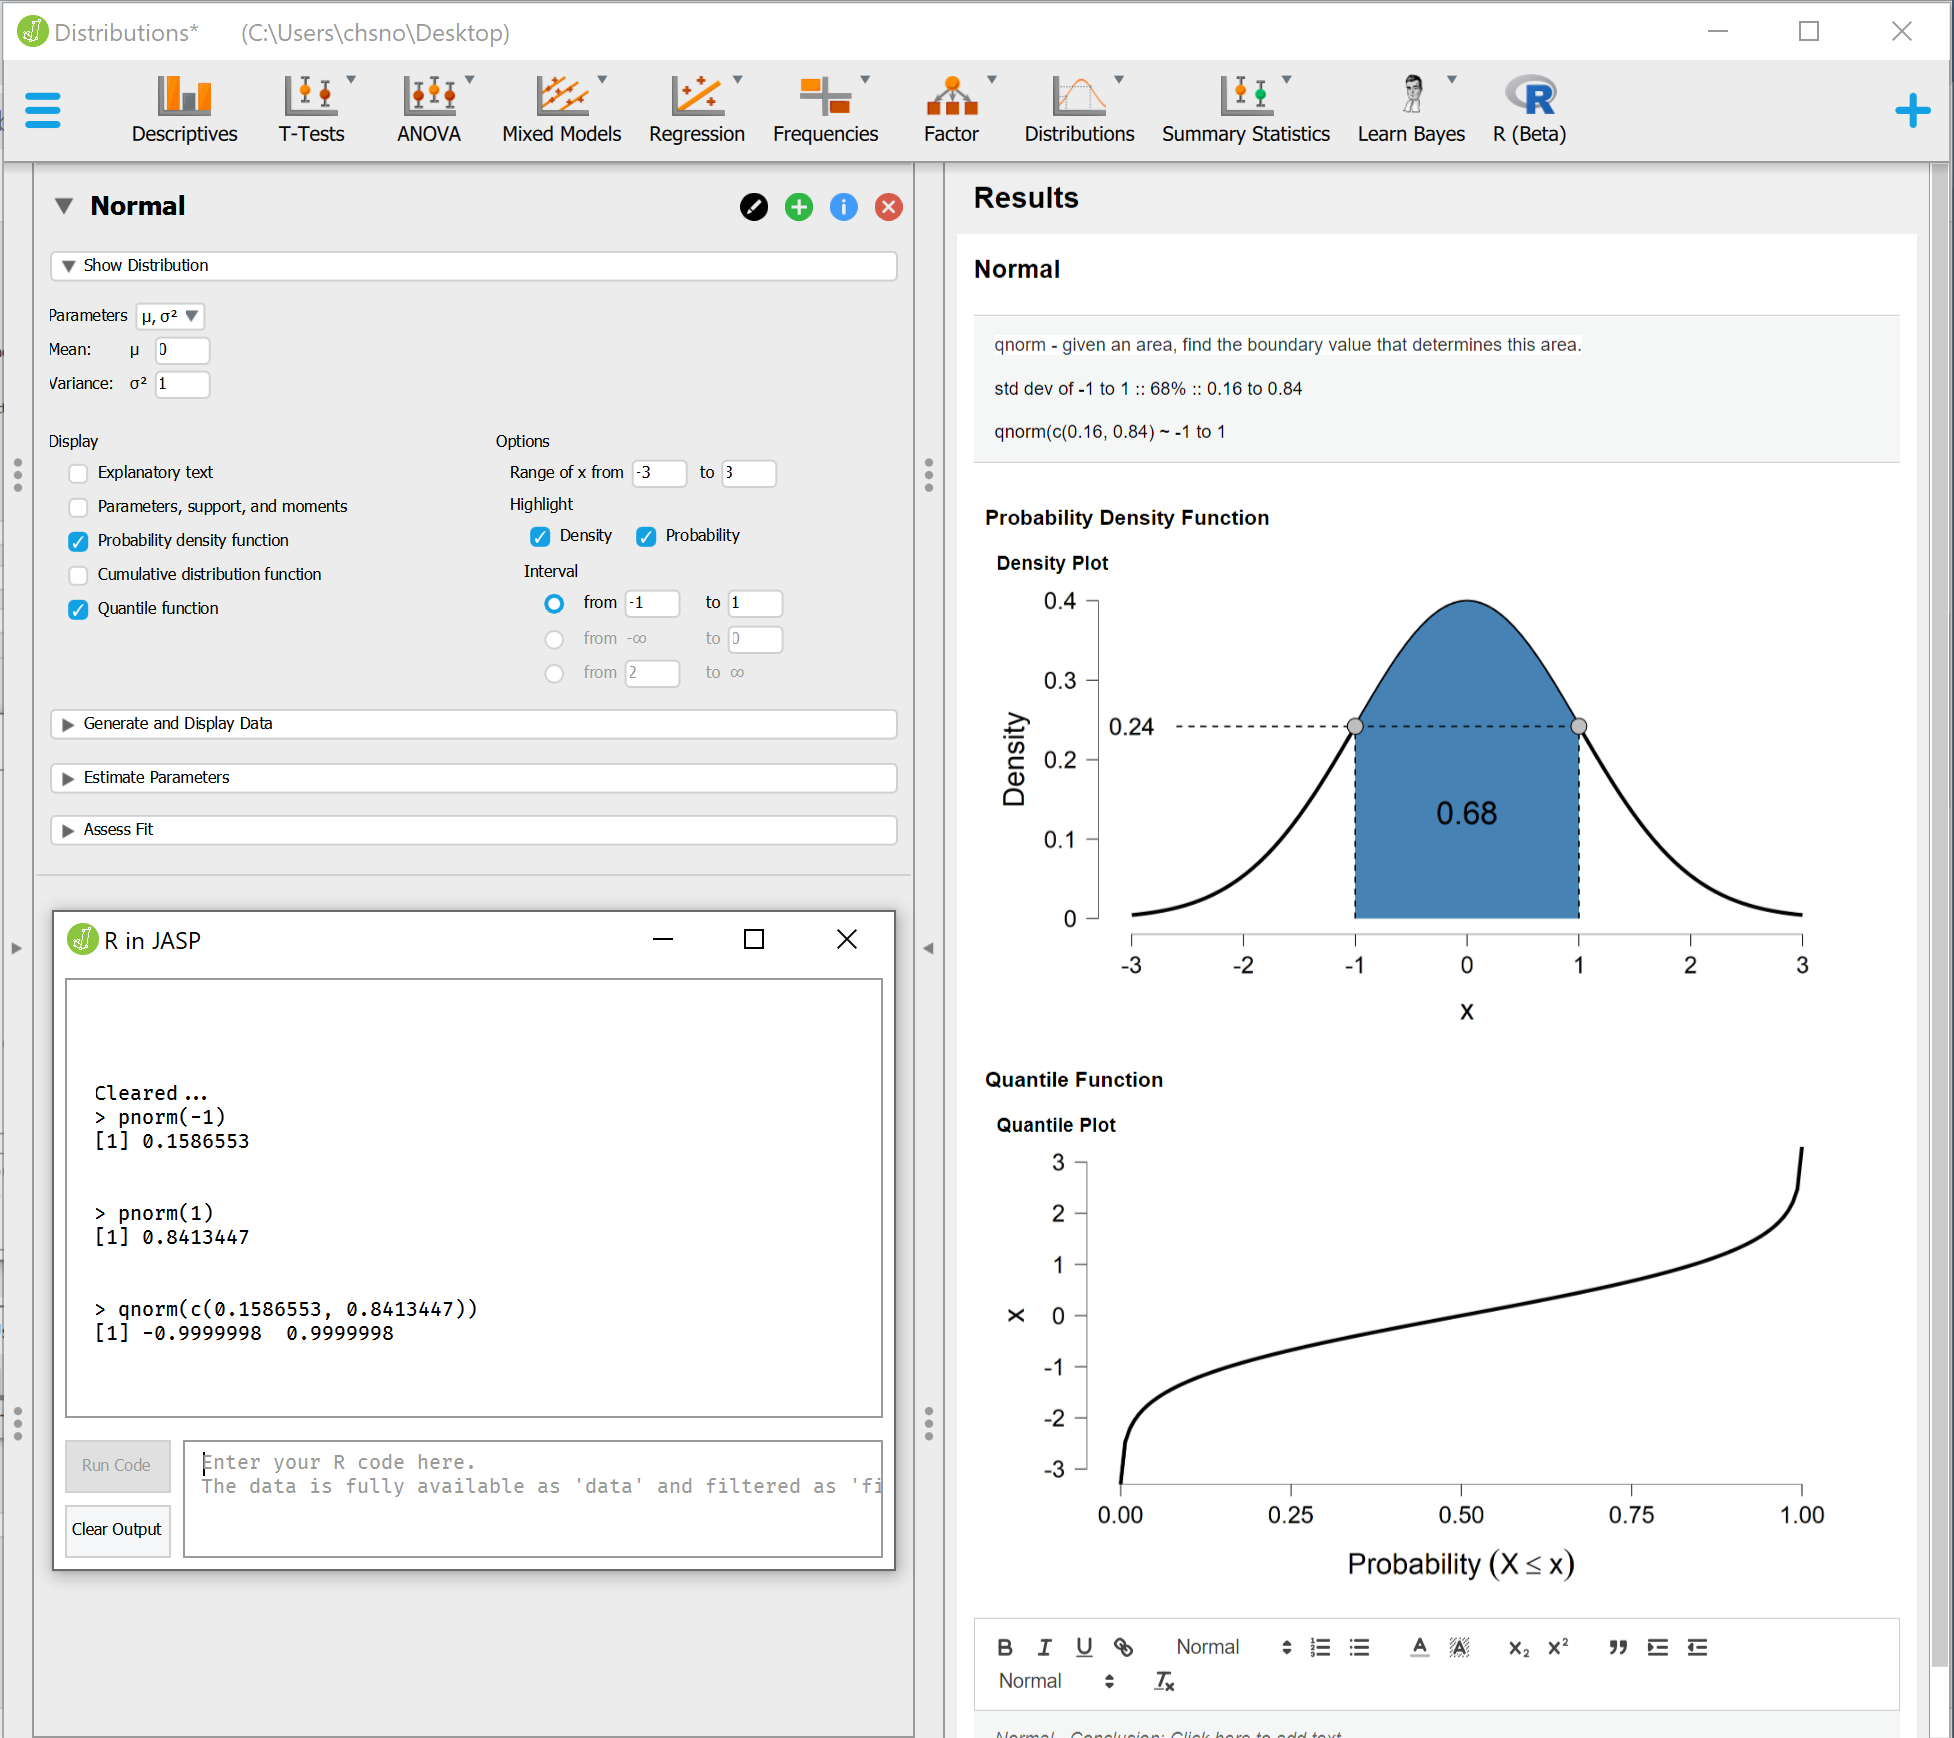 Distributions* (C:\Users\chsno\Desktop)
Descriptives T-Tests ANOVA Mixed Models Regression Frequencies Factor Distributions Summary Statistics Learn Bayes R (Beta)
Normal
Show Distribution
Parameters μ, σ²
Mean: μ 0
Variance: σ² 1
Display
Explanatory text
Parameters, support, and moments
Probability density function
Cumulative distribution function
Quantile function
Options
Range of x from -3 to 3
Highlight
Density Probability
Interval
from -1 to 1
from -∞ to 0
from 2 to ∞
Generate and Display Data
Estimate Parameters
Assess Fit
R in JASP
Cleared...
> pnorm(-1)
[1] 0.1586553
> pnorm(1)
[1] 0.8413447
> qnorm(c(0.1586553, 0.8413447))
[1] -0.9999998 0.9999998
Run Code
Enter your R code here.
The data is fully available as 'data' and filtered as 'fi
Clear Output
Results
Normal
qnorm - given an area, find the boundary value that determines this area.
std dev of -1 to 1 :: 68% :: 0.16 to 0.84
qnorm(c(0.16, 0.84) ~ -1 to 1
Probability Density Function
Density Plot
0.4
0.3
0.24
0.2
0.68
0.1
0
Density
-3 -2 -1 0 1 2 3
x
Quantile Function
Quantile Plot
3
2
1
0
-1
-2
-3
x
0.00 0.25 0.50 0.75 1.00
Probability (X ≤ x)
B I U Normal A A x₂ x²
Normal Tx
Normal - Conclusion: Click here to add text